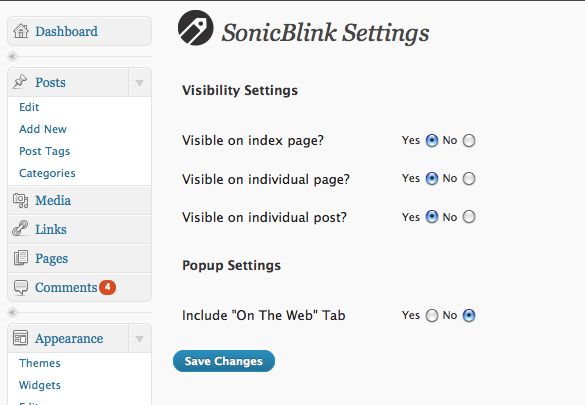 Dashboard
Posts
Edit
Add New
Post Tags
Categories
Media
Links
Pages
Comments 4
Appearance
Themes
Widgets
SonicBlink Settings
Visibility Settings
Visible on index page? Yes No
Visible on individual page? Yes No
Visible on individual post? Yes No
Popup Settings
Include "On The Web" Tab Yes No
Save Changes